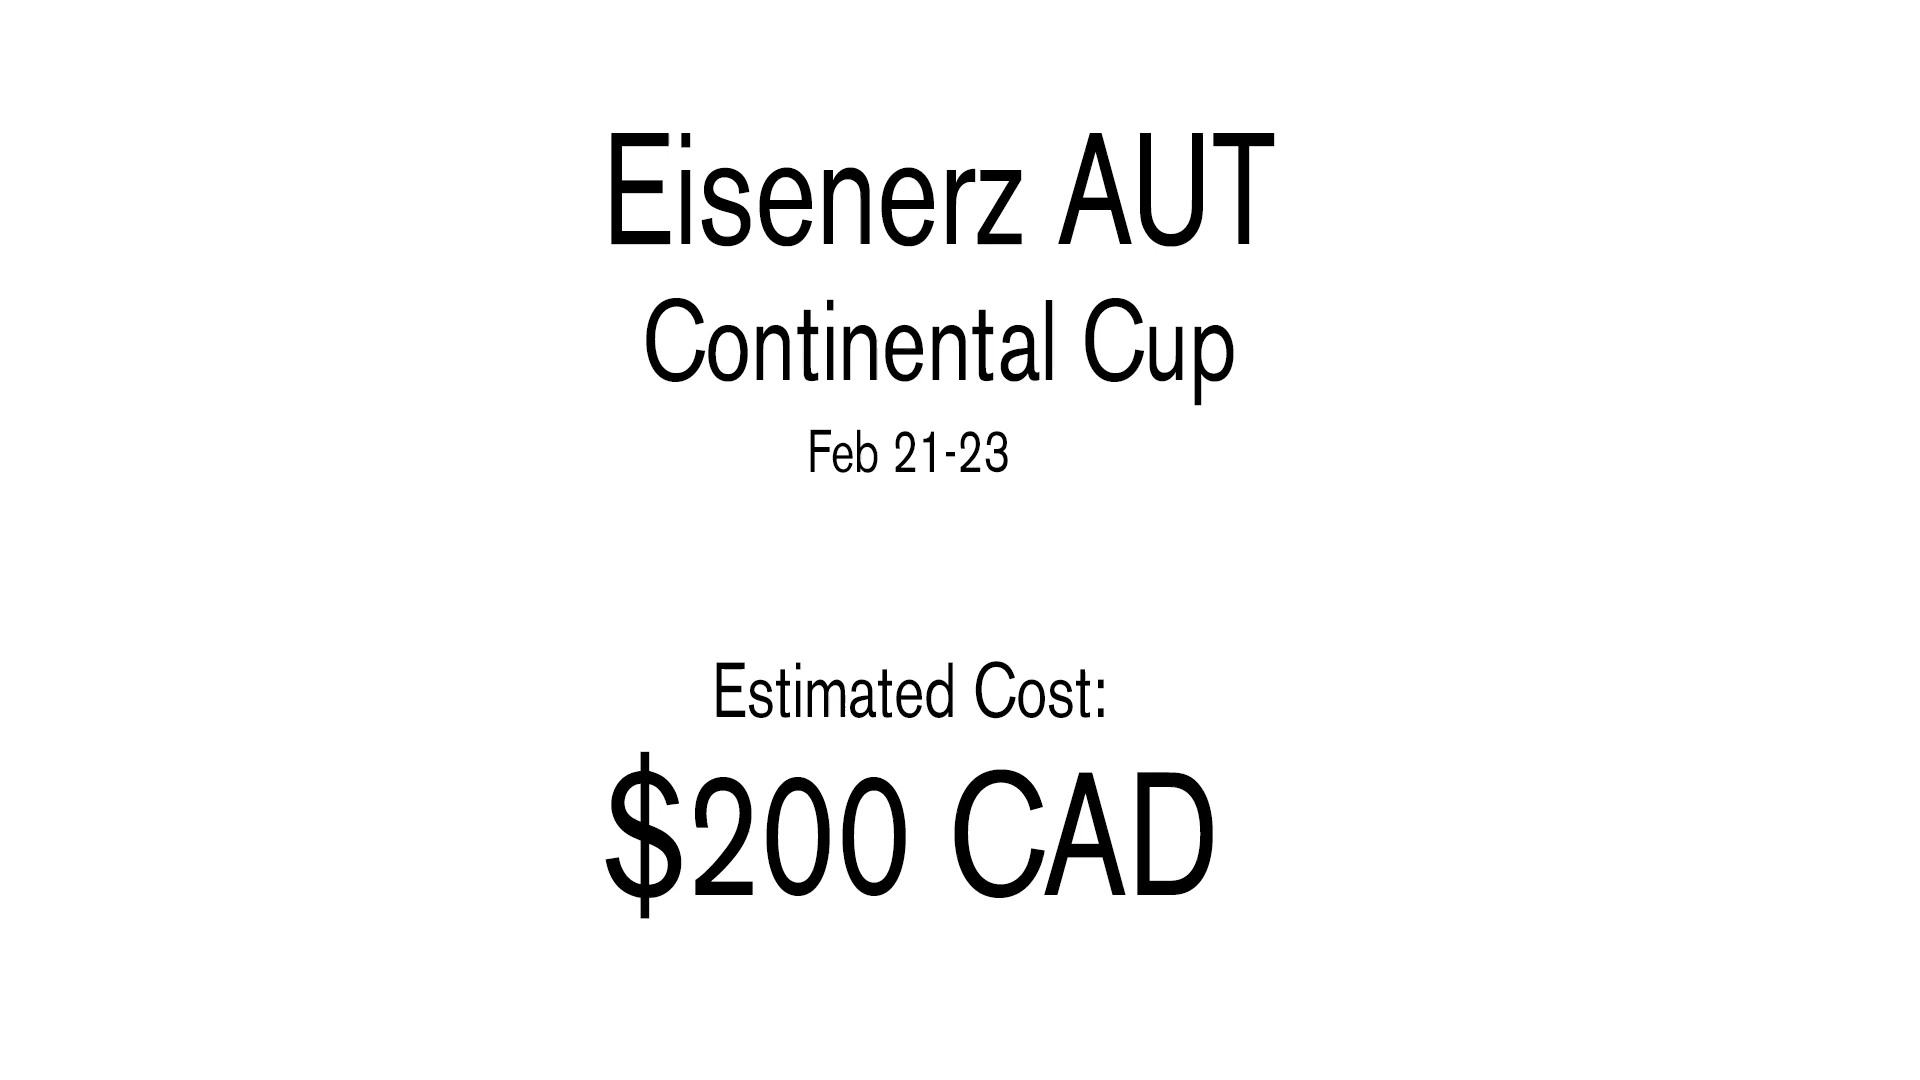 Eisenerz AUT
Continental Cup
Feb 21-23
Estimated Cost:
$200 CAD